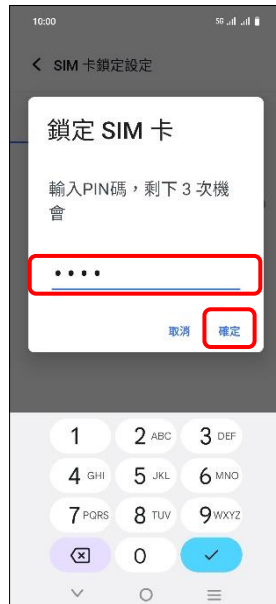 10:00 5G
SIM 卡鎖定設定
鎖定 SIM 卡
輸入PIN碼，剩下 3 次機
會
••••
取消 確定
1 2 ABC 3 DEF
4 GHI 5 JKL 6 MNO
7 PQRS 8 TUV 9 WXYZ
0